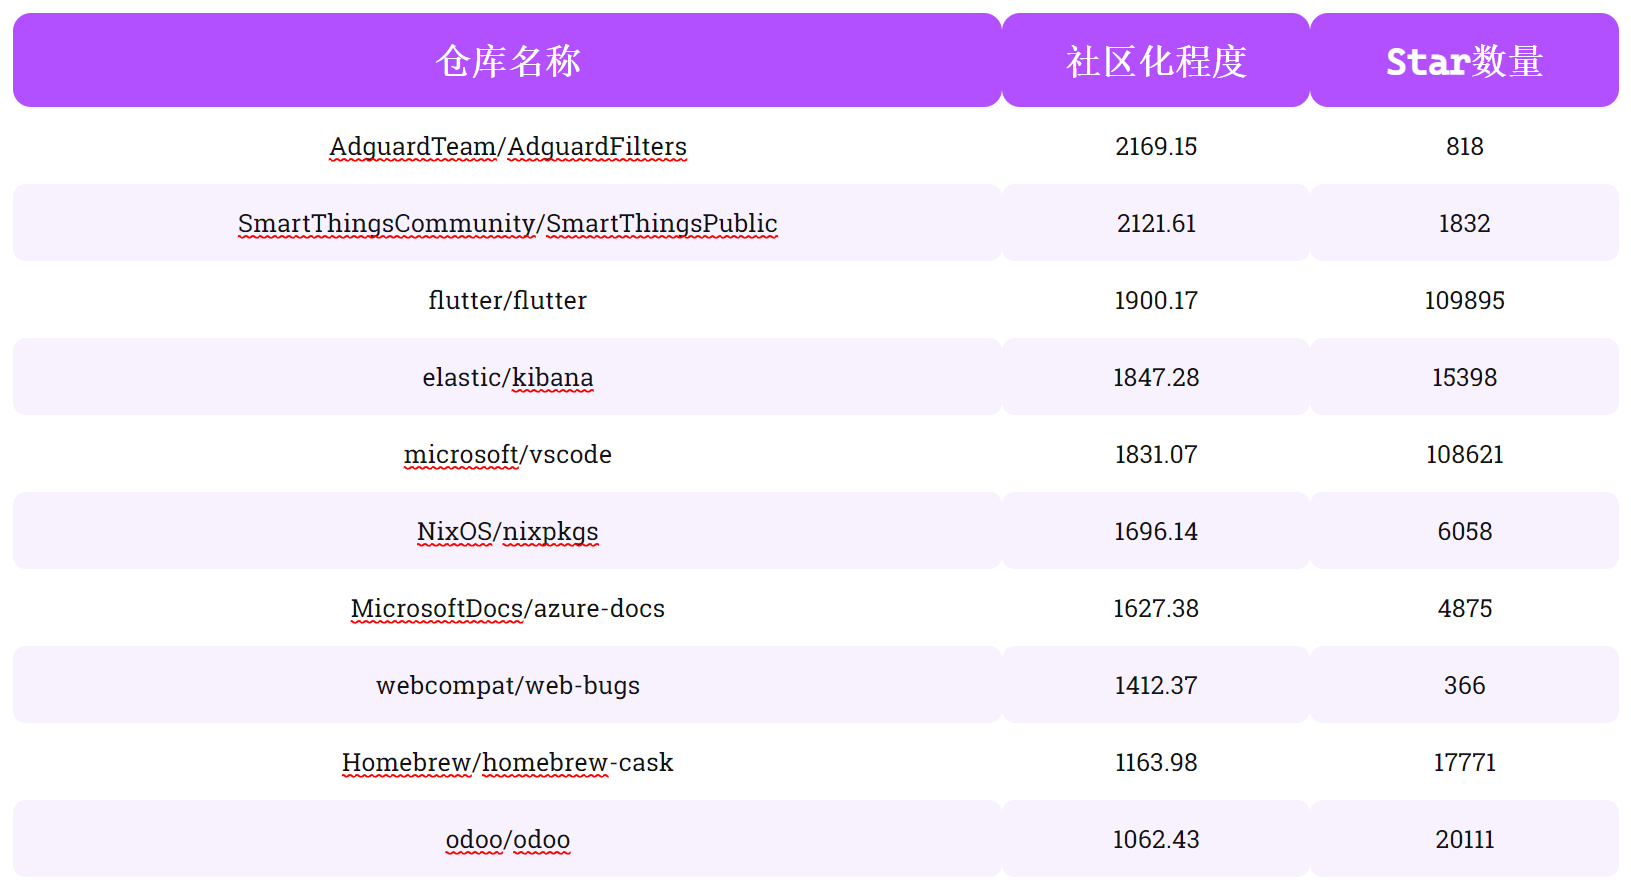 仓库名称 社区化程度 Star数量
AdguardTeam/AdguardFilters 2169.15 818
SmartThingsCommunity/SmartThingsPublic 2121.61 1832
flutter/flutter 1900.17 109895
elastic/kibana 1847.28 15398
microsoft/vscode 1831.07 108621
NixOS/nixpkgs 1696.14 6058
MicrosoftDocs/azure-docs 1627.38 4875
webcompat/web-bugs 1412.37 366
Homebrew/homebrew-cask 1163.98 17771
odoo/odoo 1062.43 20111